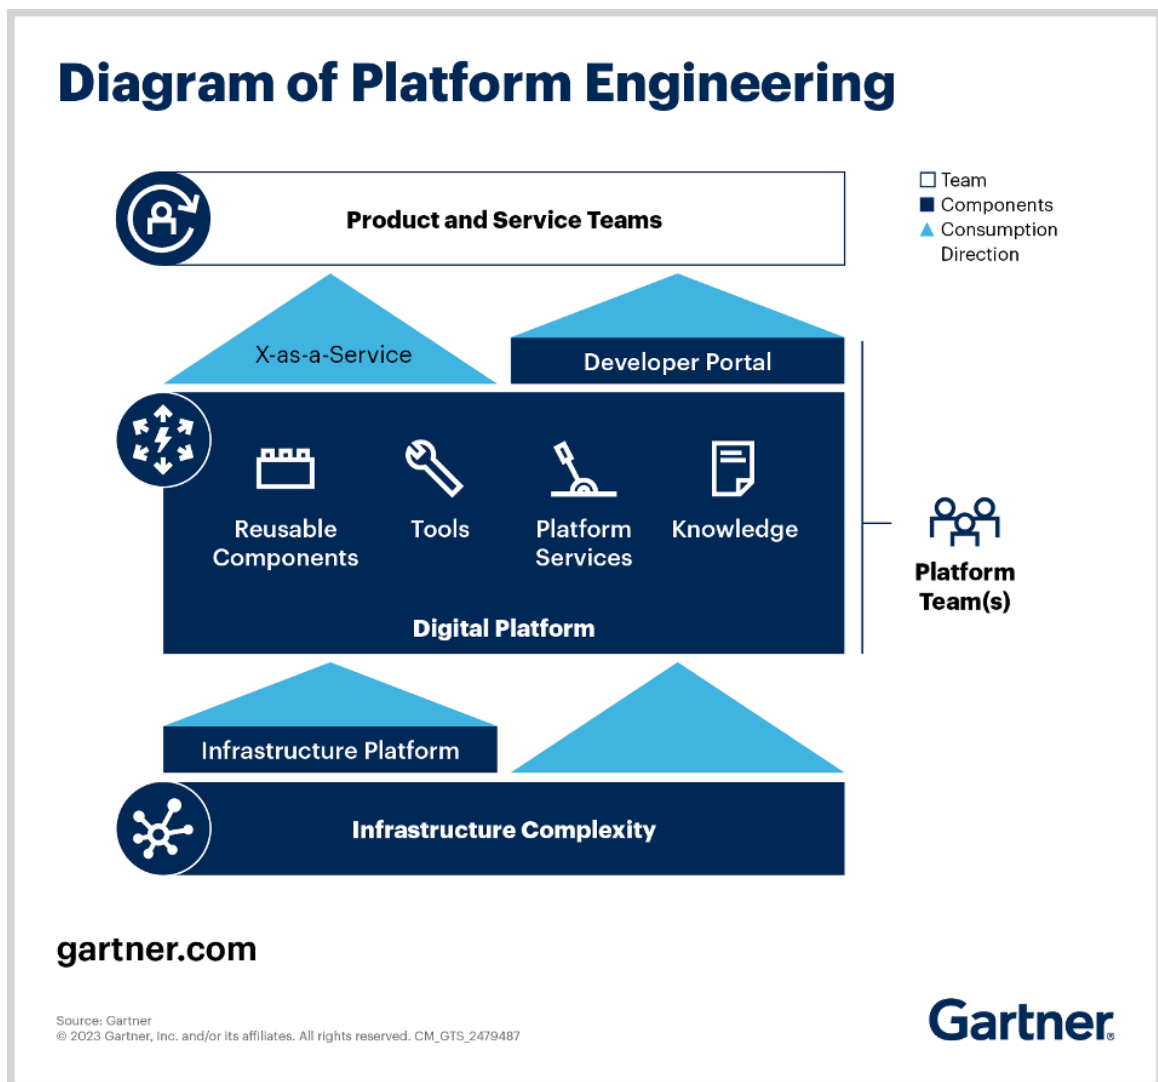 Diagram of Platform Engineering
Product and Service Teams
Team
Components
Consumption
Direction
X-as-a-Service
Developer Portal
Reusable
Components
Tools
Platform
Services
Knowledge
Digital Platform
Platform
Team(s)
Infrastructure Platform
Infrastructure Complexity
gartner.com
Source: Gartner
© 2023 Gartner, Inc. and/or its affiliates. All rights reserved. CM_GTS_2479487
Gartner®